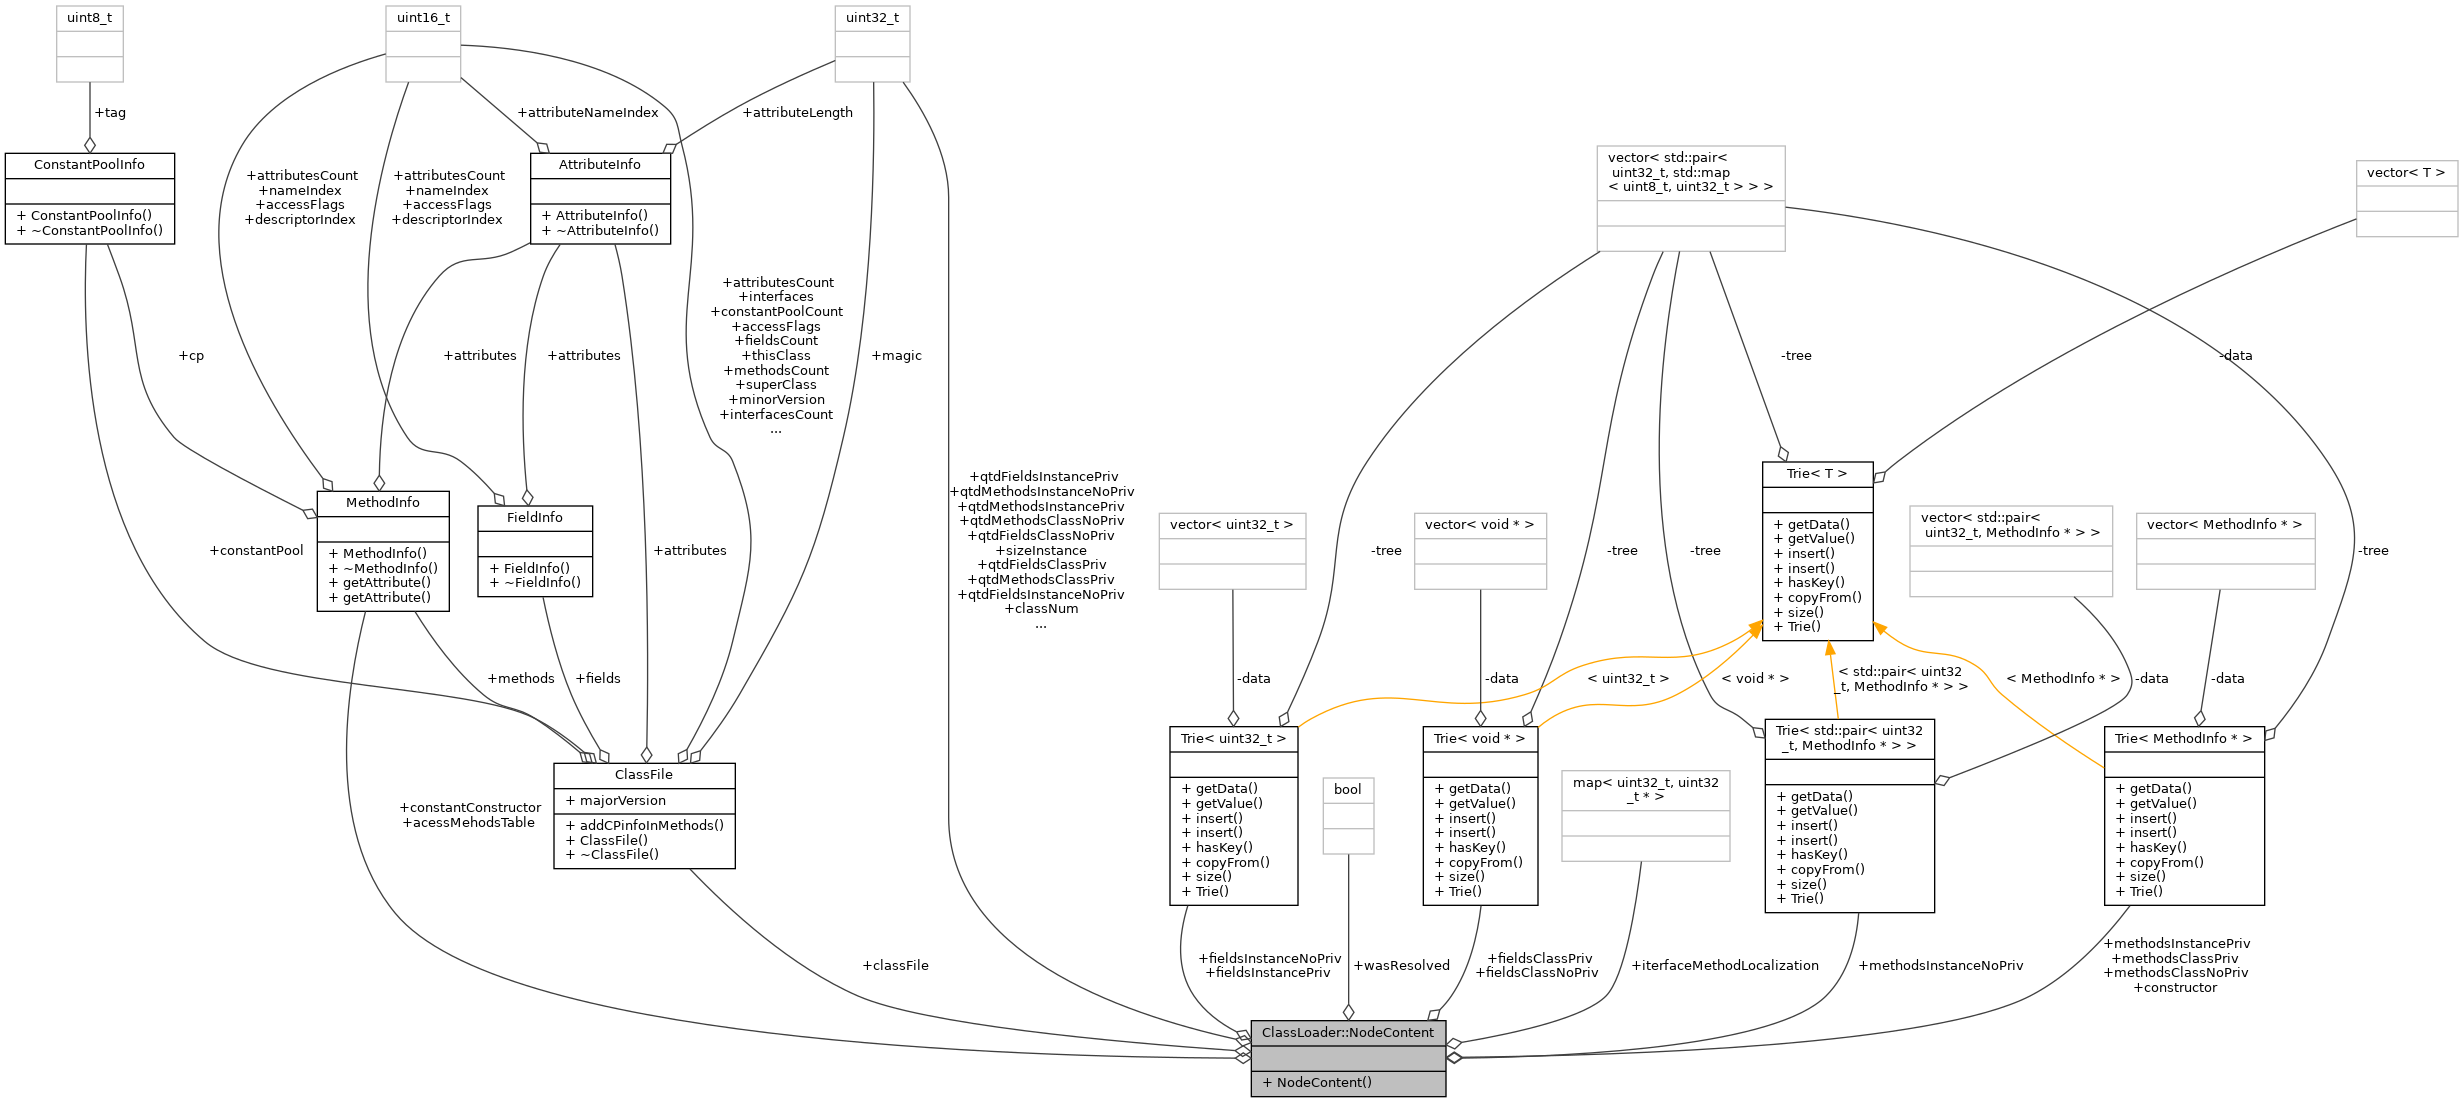 uint8_t
uint16_t
uint32_t
+tag
+attributeNameIndex
+attributeLength
ConstantPoolInfo
+ ConstantPoolInfo()
+ ~ConstantPoolInfo()
+attributesCount
+nameIndex
+accessFlags
+descriptorIndex
+attributesCount
+nameIndex
+accessFlags
+descriptorIndex
AttributeInfo
+ AttributeInfo()
+ ~AttributeInfo()
vector< std::pair<
uint32_t, std::map
< uint8_t, uint32_t > > >
vector< T >
+cp
+attributes
+attributes
+attributesCount
+interfaces
+constantPoolCount
+accessFlags
+fieldsCount
+thisClass
+methodsCount
+superClass
+minorVersion
+interfacesCount
...
+magic
-tree
-data
+constantPool
MethodInfo
+ MethodInfo()
+ ~MethodInfo()
+ getAttribute()
+ getAttribute()
FieldInfo
+ FieldInfo()
+ ~FieldInfo()
+attributes
+qtdFieldsInstancePriv
+qtdMethodsInstanceNoPriv
+qtdMethodsInstancePriv
+qtdMethodsClassNoPriv
+qtdFieldsClassNoPriv
+sizeInstance
+qtdFieldsClassPriv
+qtdMethodsClassPriv
+qtdFieldsInstanceNoPriv
+classNum
...
vector< uint32_t >
-tree
vector< void * >
-tree
-tree
Trie< T >
+ getData()
+ getValue()
+ insert()
+ insert()
+ hasKey()
+ copyFrom()
+ size()
+ Trie()
vector< std::pair<
uint32_t, MethodInfo * > >
vector< MethodInfo * >
-tree
+methods
+fields
-data
-data
< uint32_t >
< void * >
< std::pair< uint32
_t, MethodInfo * > >
< MethodInfo * >
-data
-data
+constantConstructor
+acessMehodsTable
ClassFile
+ majorVersion
+ addCPinfoInMethods()
+ ClassFile()
+ ~ClassFile()
Trie< uint32_t >
+ getData()
+ getValue()
+ insert()
+ insert()
+ hasKey()
+ copyFrom()
+ size()
+ Trie()
bool
Trie< void * >
+ getData()
+ getValue()
+ insert()
+ insert()
+ hasKey()
+ copyFrom()
+ size()
+ Trie()
map< uint32_t, uint32
_t * >
Trie< std::pair< uint32
_t, MethodInfo * > >
+ getData()
+ getValue()
+ insert()
+ insert()
+ hasKey()
+ copyFrom()
+ size()
+ Trie()
Trie< MethodInfo * >
+ getData()
+ getValue()
+ insert()
+ insert()
+ hasKey()
+ copyFrom()
+ size()
+ Trie()
+classFile
+fieldsInstanceNoPriv
+fieldsInstancePriv
+wasResolved
+fieldsClassPriv
+fieldsClassNoPriv
+iterfaceMethodLocalization
+methodsInstanceNoPriv
+methodsInstancePriv
+methodsClassPriv
+methodsClassNoPriv
+constructor
ClassLoader::NodeContent
+ NodeContent()